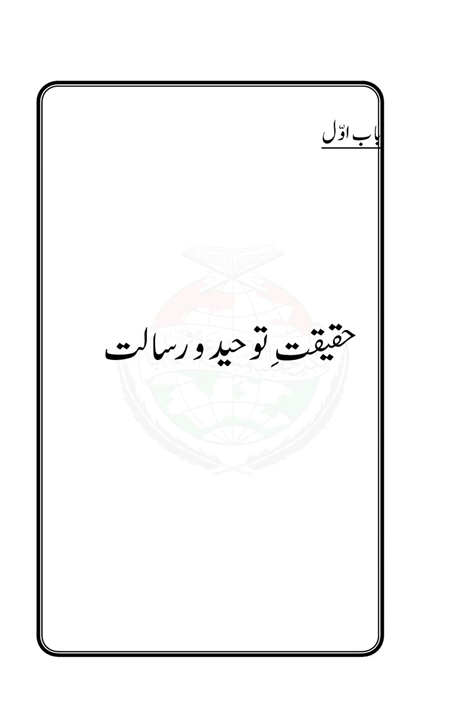 باب اوّل
حقیقتِ توحید و رسالت